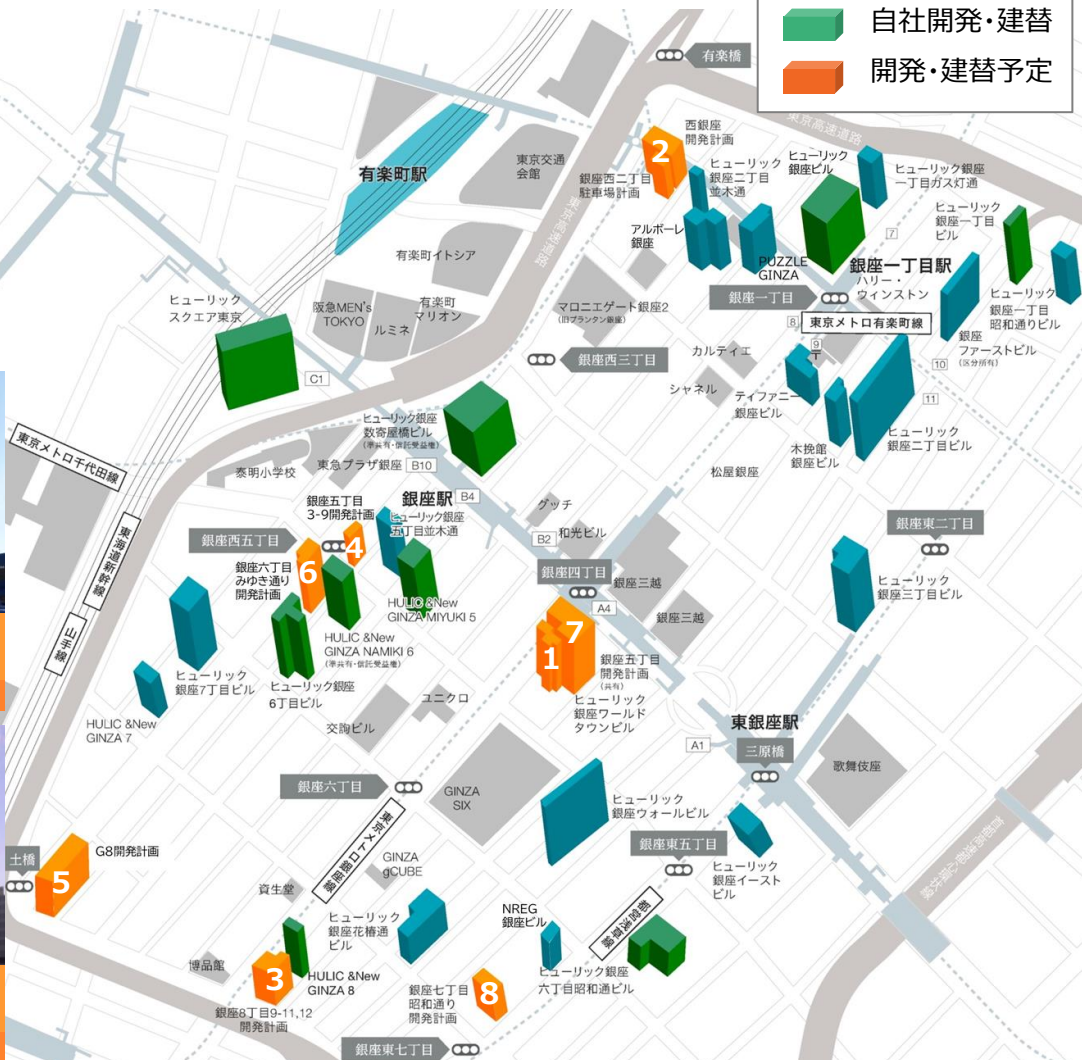 自社開発・建替
開発・建替予定
有楽橋
東京高速道路
西銀座
開発計画
2
銀座西二丁目
駐車場計画
ヒューリック
銀座二丁目
並木通
ヒューリック
銀座ビル
ヒューリック銀座
一丁目ガス灯通
ヒューリック
銀座一丁目
ビル
東京交通
会館
有楽町駅
東京高速道路
アルボーレ
銀座
PUZZLE
GINZA
7
銀座一丁目駅
ハリー・
ウィンストン
有楽町イトシア
銀座一丁目
ヒューリック
銀座一丁目
昭和通りビル
ヒューリック
スクエア東京
阪急MEN's
TOKYO
ルミネ
有楽町
マリオン
マロニエゲート銀座2
(旧プランタン銀座)
8
東京メトロ有楽町線
銀座
ファーストビル
(区分所有)
9
〒
10
銀座西三丁目
カルティエ
シャネル
ティファニー
銀座ビル
C1
11
木挽館
銀座ビル
ヒューリック
銀座二丁目ビル
ヒューリック銀座
数寄屋橋ビル
(準共有・信託受益権)
東京メトロ千代田線
泰明小学校
東急プラザ銀座
B10
松屋銀座
銀座駅
B4
銀座五丁目
3-9開発計画
ヒューリック銀座
五丁目並木通
グッチ
B2
和光ビル
銀座東二丁目
銀座西五丁目
4
6
銀座六丁目
みゆき通り
開発計画
東海道新幹線
銀座四丁目
銀座三越
A4
銀座三越
ヒューリック
銀座三丁目ビル
HULIC &New
GINZA MIYUKI 5
山手線
HULIC &New
GINZA NAMIKI 6
(準共有・信託受益権)
7
1
銀座五丁目
開発計画
(共有)
ヒューリック
銀座7丁目ビル
ヒューリック銀座
6丁目ビル
ヒューリック
銀座ワールド
タウンビル
ユニクロ
交詢ビル
HULIC &New
GINZA 7
東銀座駅
A1
三原橋
歌舞伎座
銀座六丁目
GINZA
SIX
ヒューリック
銀座ウォールビル
東京メトロ銀座線
銀座東五丁目
G8開発計画
土橋
5
GINZA
gCUBE
ヒューリック
銀座イースト
ビル
資生堂
ヒューリック
銀座花椿通
ビル
NREG
銀座ビル
都営浅草線
博品館
3
HULIC &New
GINZA 8
銀座七丁目
昭和通り
開発計画
8
ヒューリック銀座
六丁目昭和通ビル
銀座8丁目9-11,12
開発計画
銀座東七丁目